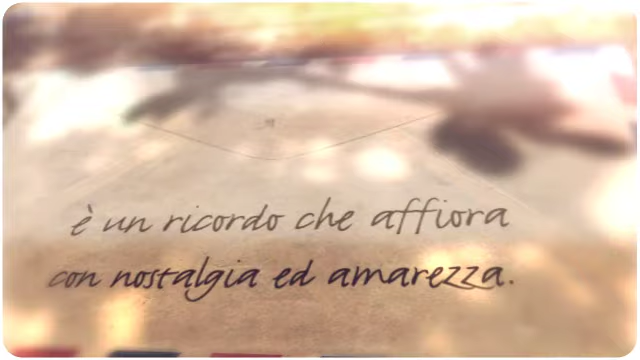 è un ricordo che affiora
con nostalgia ed amarezza.